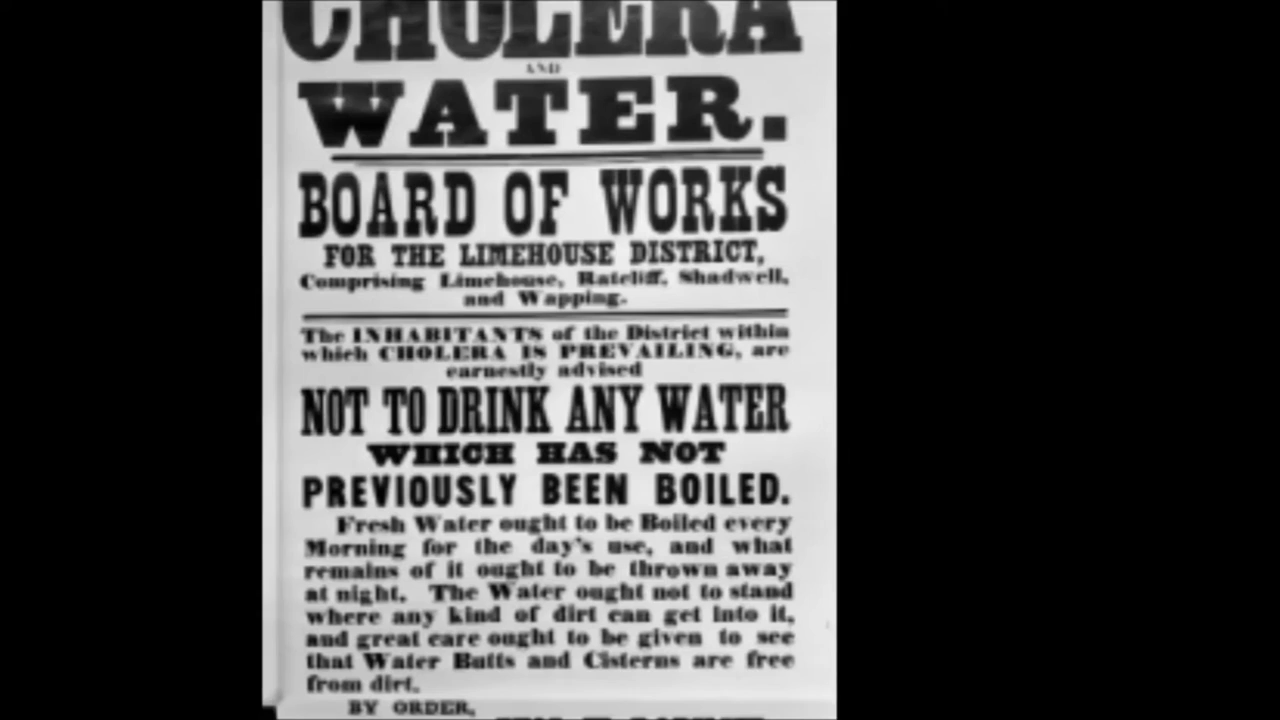 CHOLERA
AND
WATER.
BOARD OF WORKS
FOR THE LIMEHOUSE DISTRICT,
Comprising Limehouse, Ratcliff, Shadwell,
and Wapping.
The INHABITANTS of the District within
which CHOLERA IS PREVAILING, are
earnestly advised
NOT TO DRINK ANY WATER
WHICH HAS NOT
PREVIOUSLY BEEN BOILED.
Fresh Water ought to be Boiled every
Morning for the day's use, and what
remains of it ought to be thrown away
at night. The Water ought not to stand
where any kind of dirt can get into it,
and great care ought to be given to see
that Water Butts and Cisterns are free
from dirt.
BY ORDER,